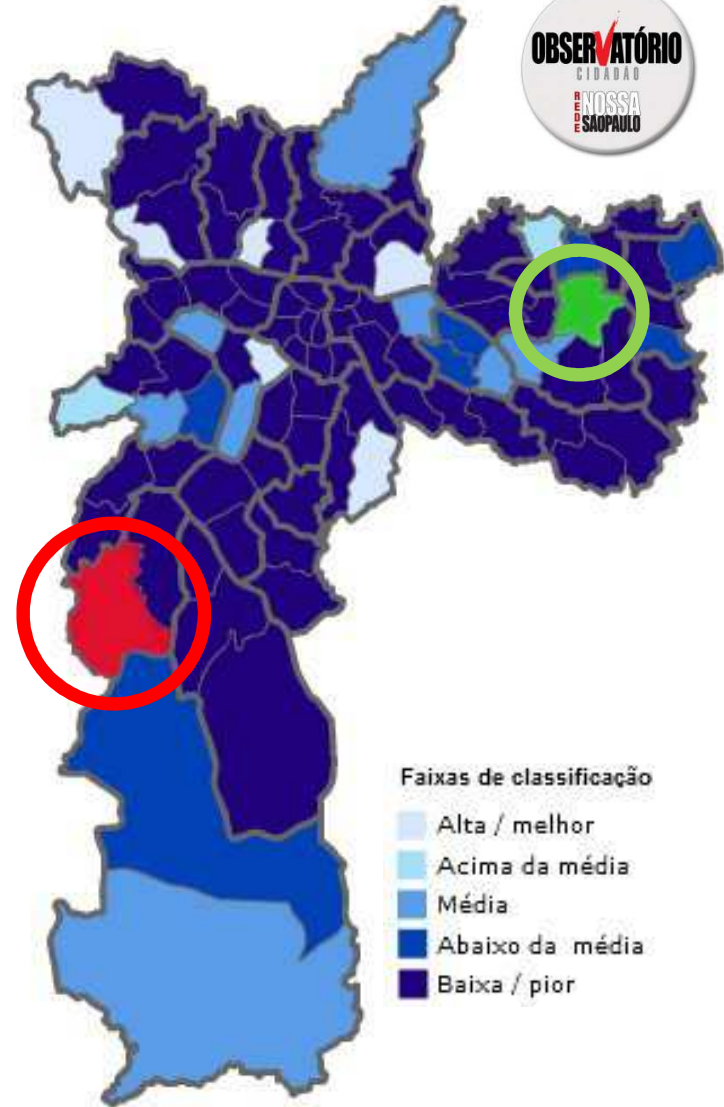 OBSERVATÓRIO
CIDADÃO
REDE NOSSA
SÃOPAULO
Faixas de classificação
Alta / melhor
Acima da média
Média
Abaixo da média
Baixa / pior